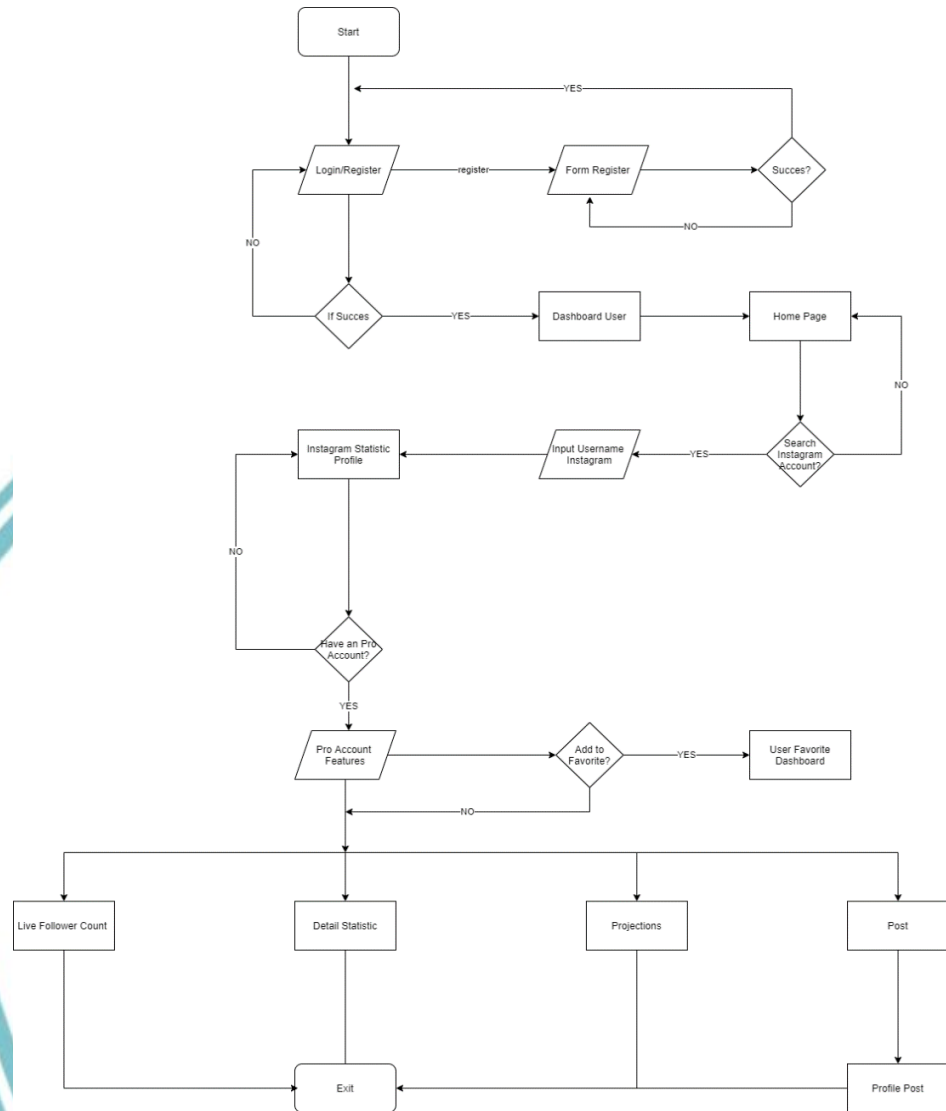 Start
YES
Login/Register
register
Form Register
Succes?
NO
NO
If Succes
YES
Dashboard User
Home Page
NO
Instagram Statistic
Profile
Input Username
Instagram
YES
Search
Instagram
Account?
NO
Have an Pro
Account?
YES
Pro Account
Features
Add to
Favorite?
YES
User Favorite
Dashboard
NO
Live Follower Count
Detail Statistic
Projections
Post
Exit
Profile Post